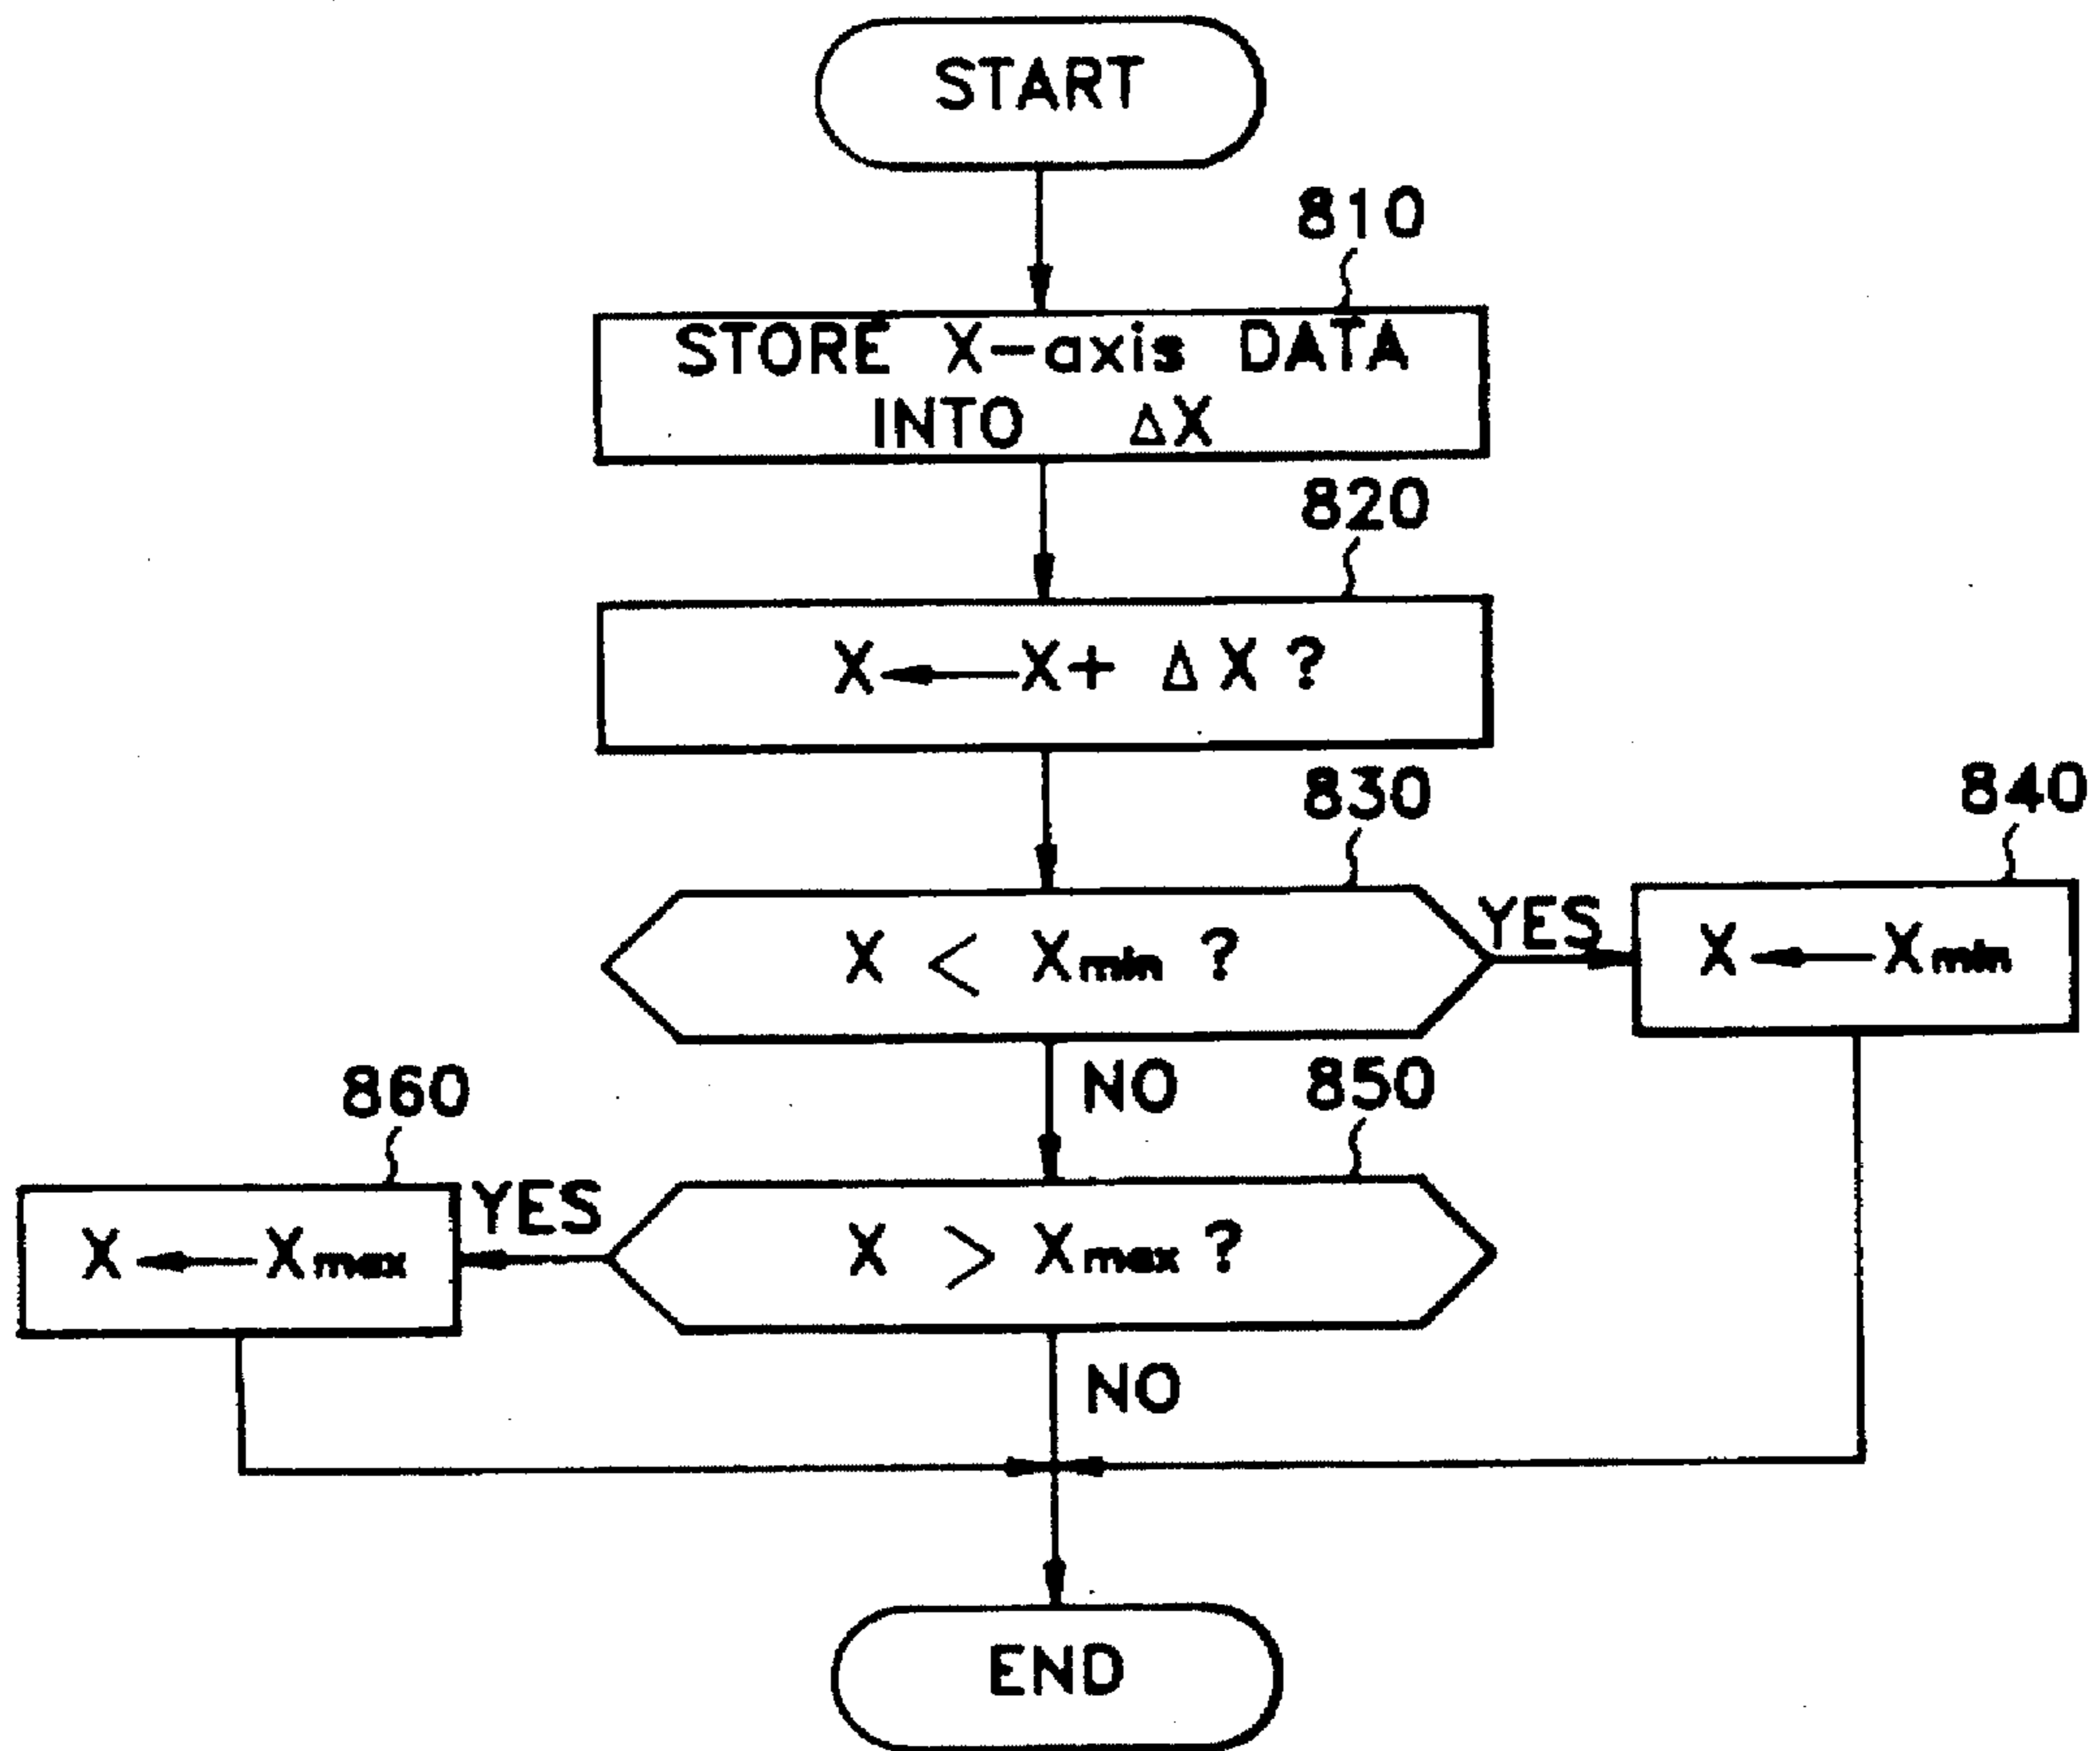 START
810
STORE X-axis DATA
INTO ΔX
820
X ← X + ΔX ?
830
840
X < Xmin ?
YES
X ← Xmin
NO
850
860
X > Xmax ?
YES
X ← Xmax
NO
END